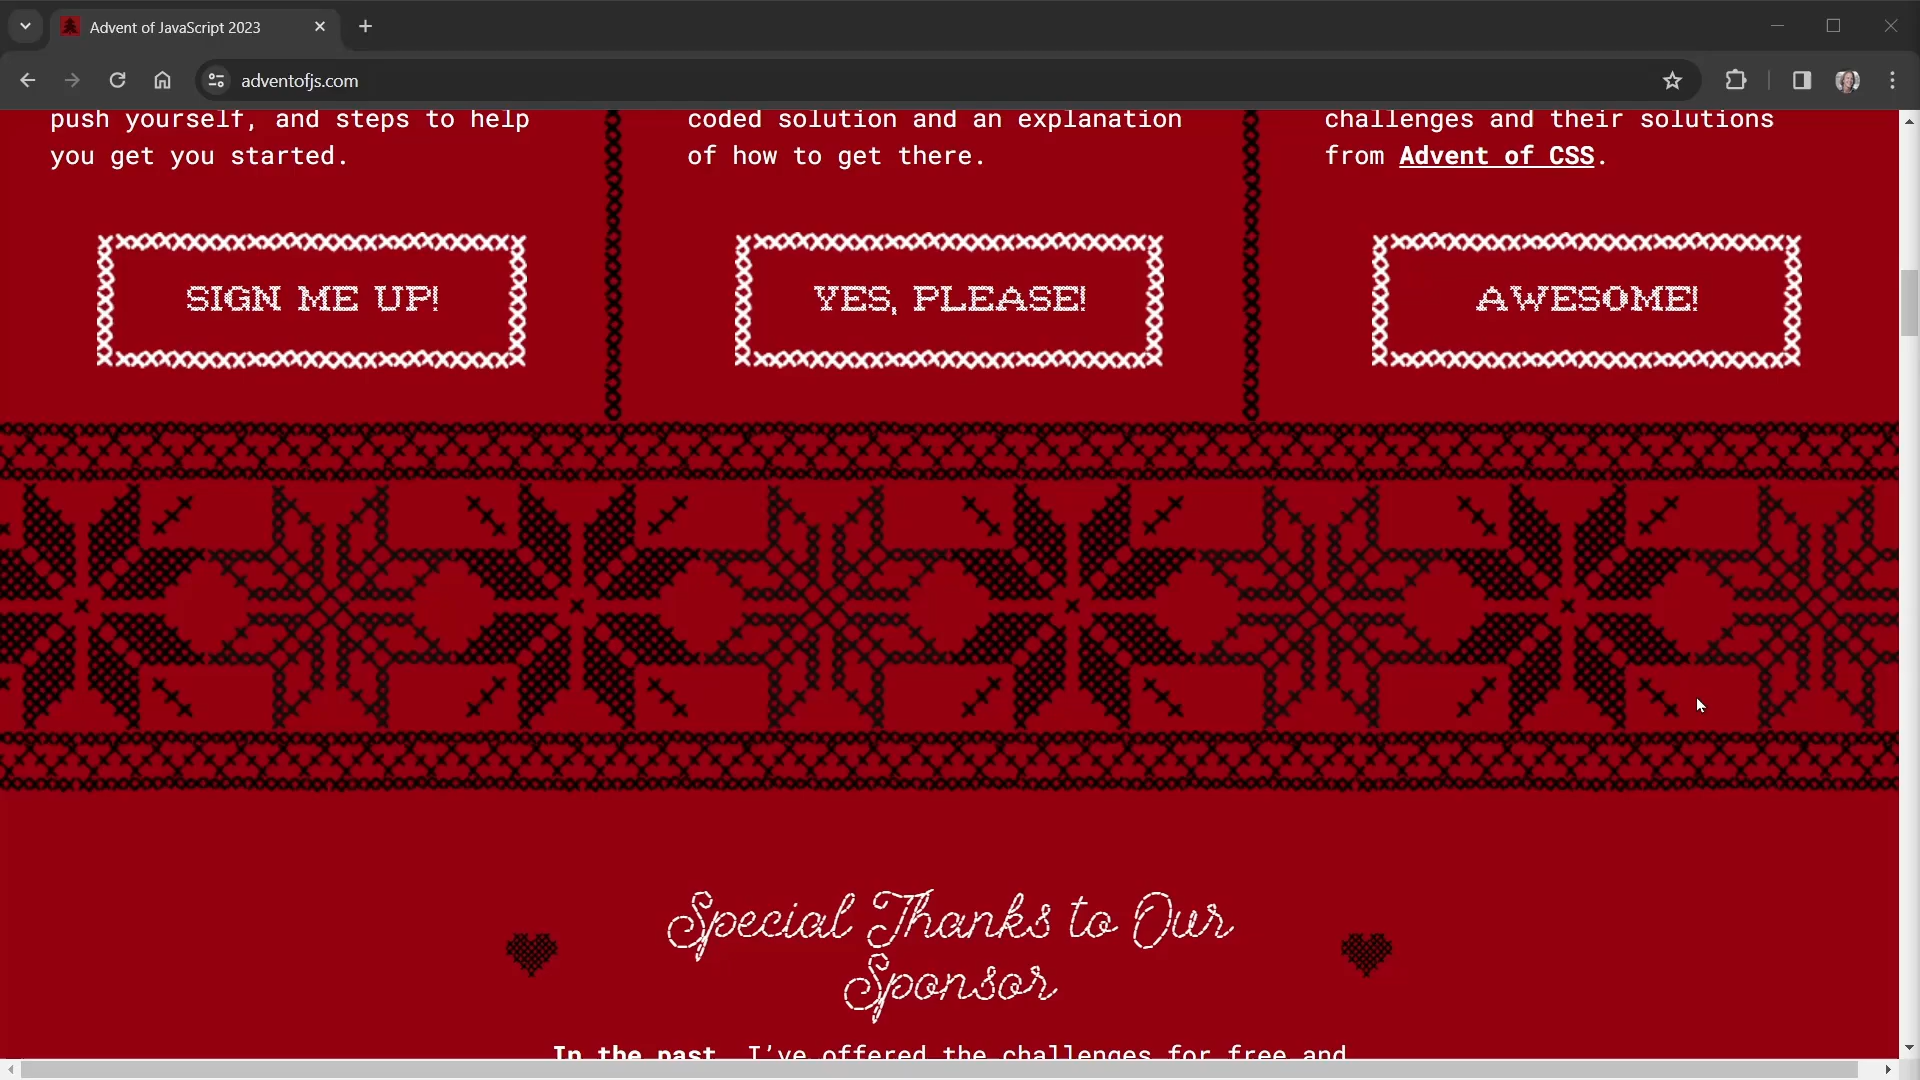 Advent of JavaScript 2023
adventofjs.com
push yourself, and steps to help
you get you started.
SIGN ME UP!
coded solution and an explanation
of how to get there.
YES, PLEASE!
challenges and their solutions
from Advent of CSS.
AWESOME!
Special Thanks to Our
Sponsor
In the past, I've offered the challenges for free and